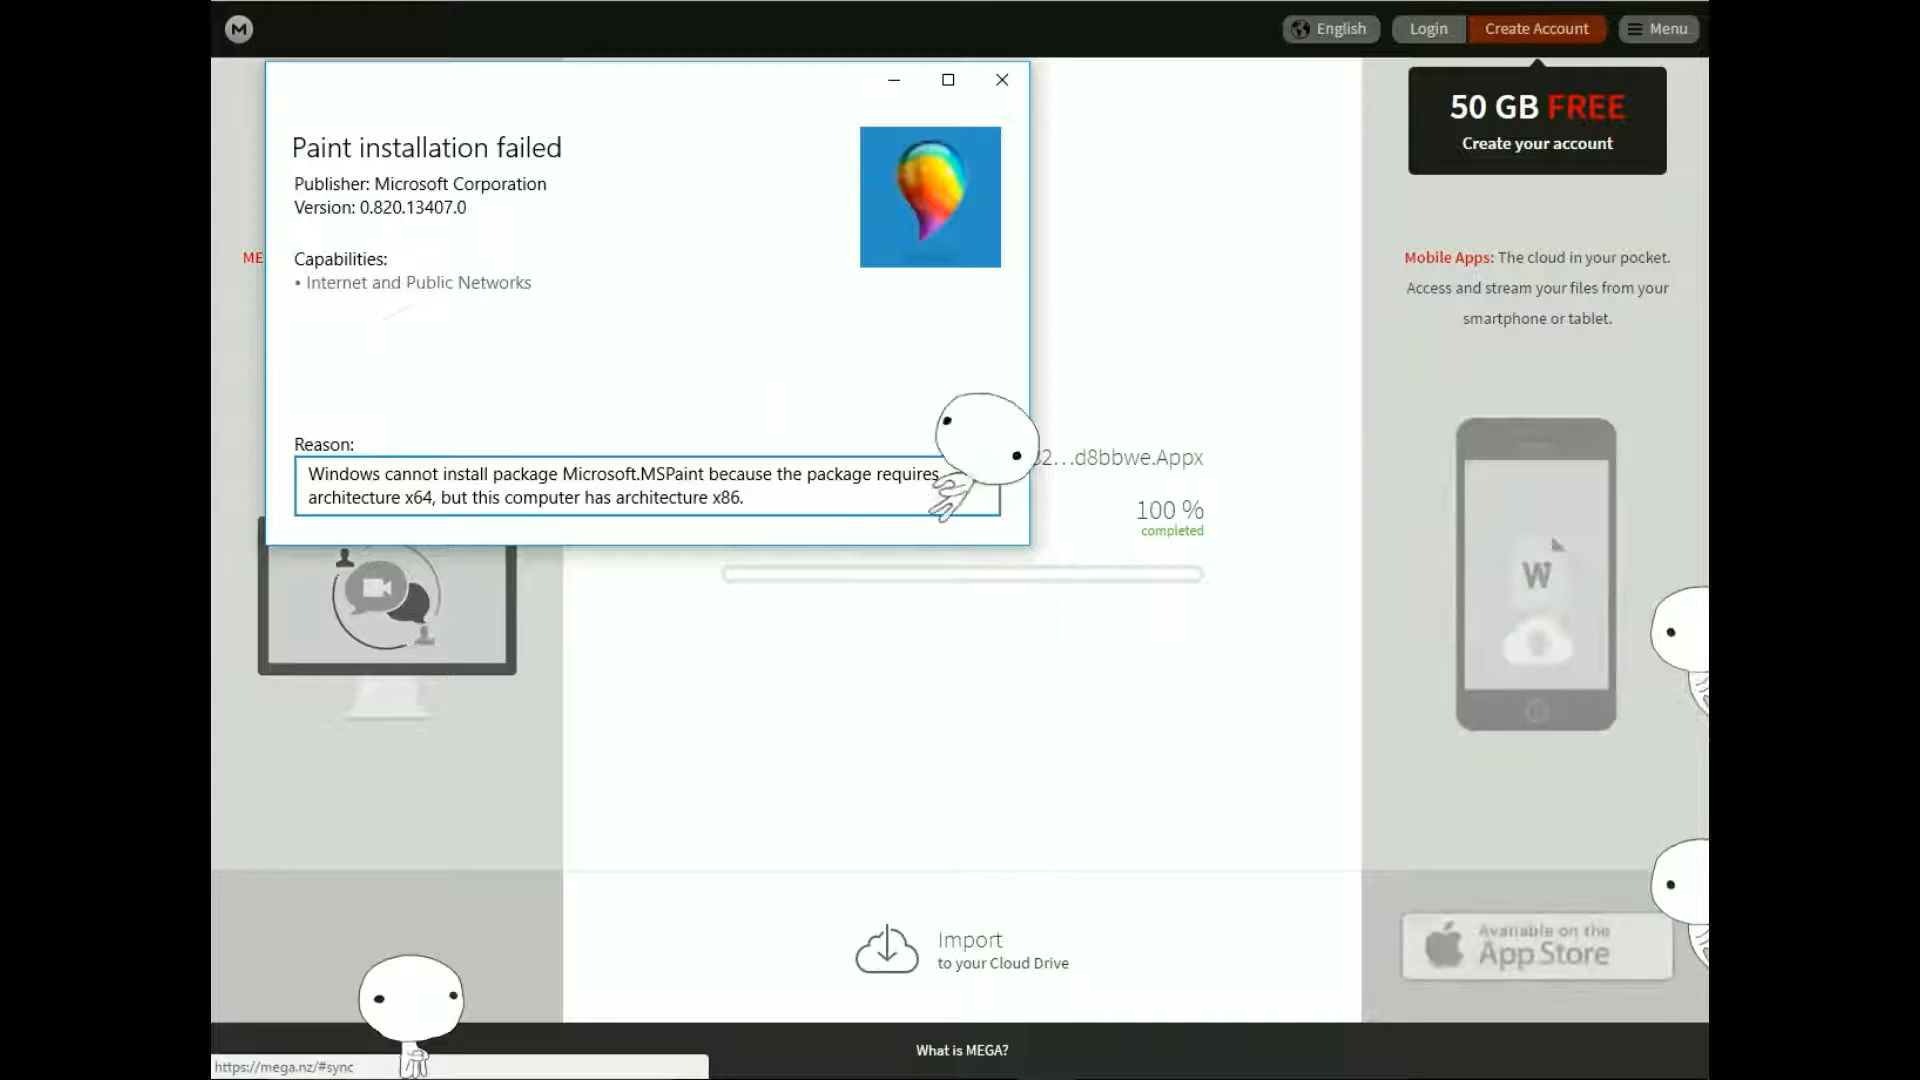 M
English
Login
Create Account
Menu
50 GB FREE
Create your account
Paint installation failed
Publisher: Microsoft Corporation
Version: 0.820.13407.0
Capabilities:
• Internet and Public Networks
Reason:
Windows cannot install package Microsoft.MSPaint because the package requires
architecture x64, but this computer has architecture x86.
ME
Mobile Apps: The cloud in your pocket.
Access and stream your files from your
smartphone or tablet.
2...d8bbwe.Appx
100 %
completed
W
Import
to your Cloud Drive
Available on the
App Store
What is MEGA?
https://mega.nz/#sync